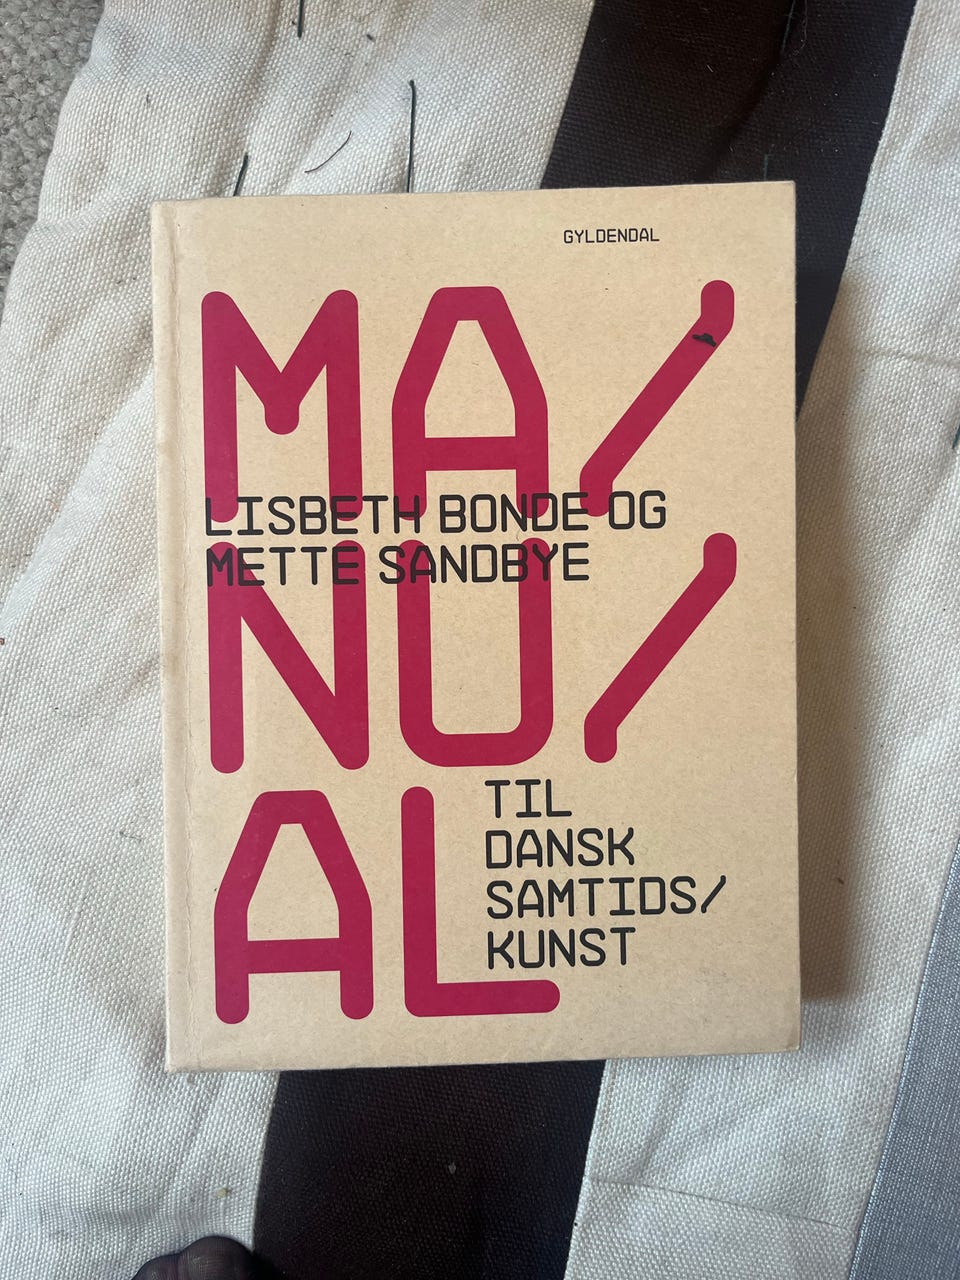 GYLDENDAL
MA/
LISBETH BONDE OG
METTE SANDBYE
NU/
AL
TIL
DANSK
SAMTIDS/
KUNST